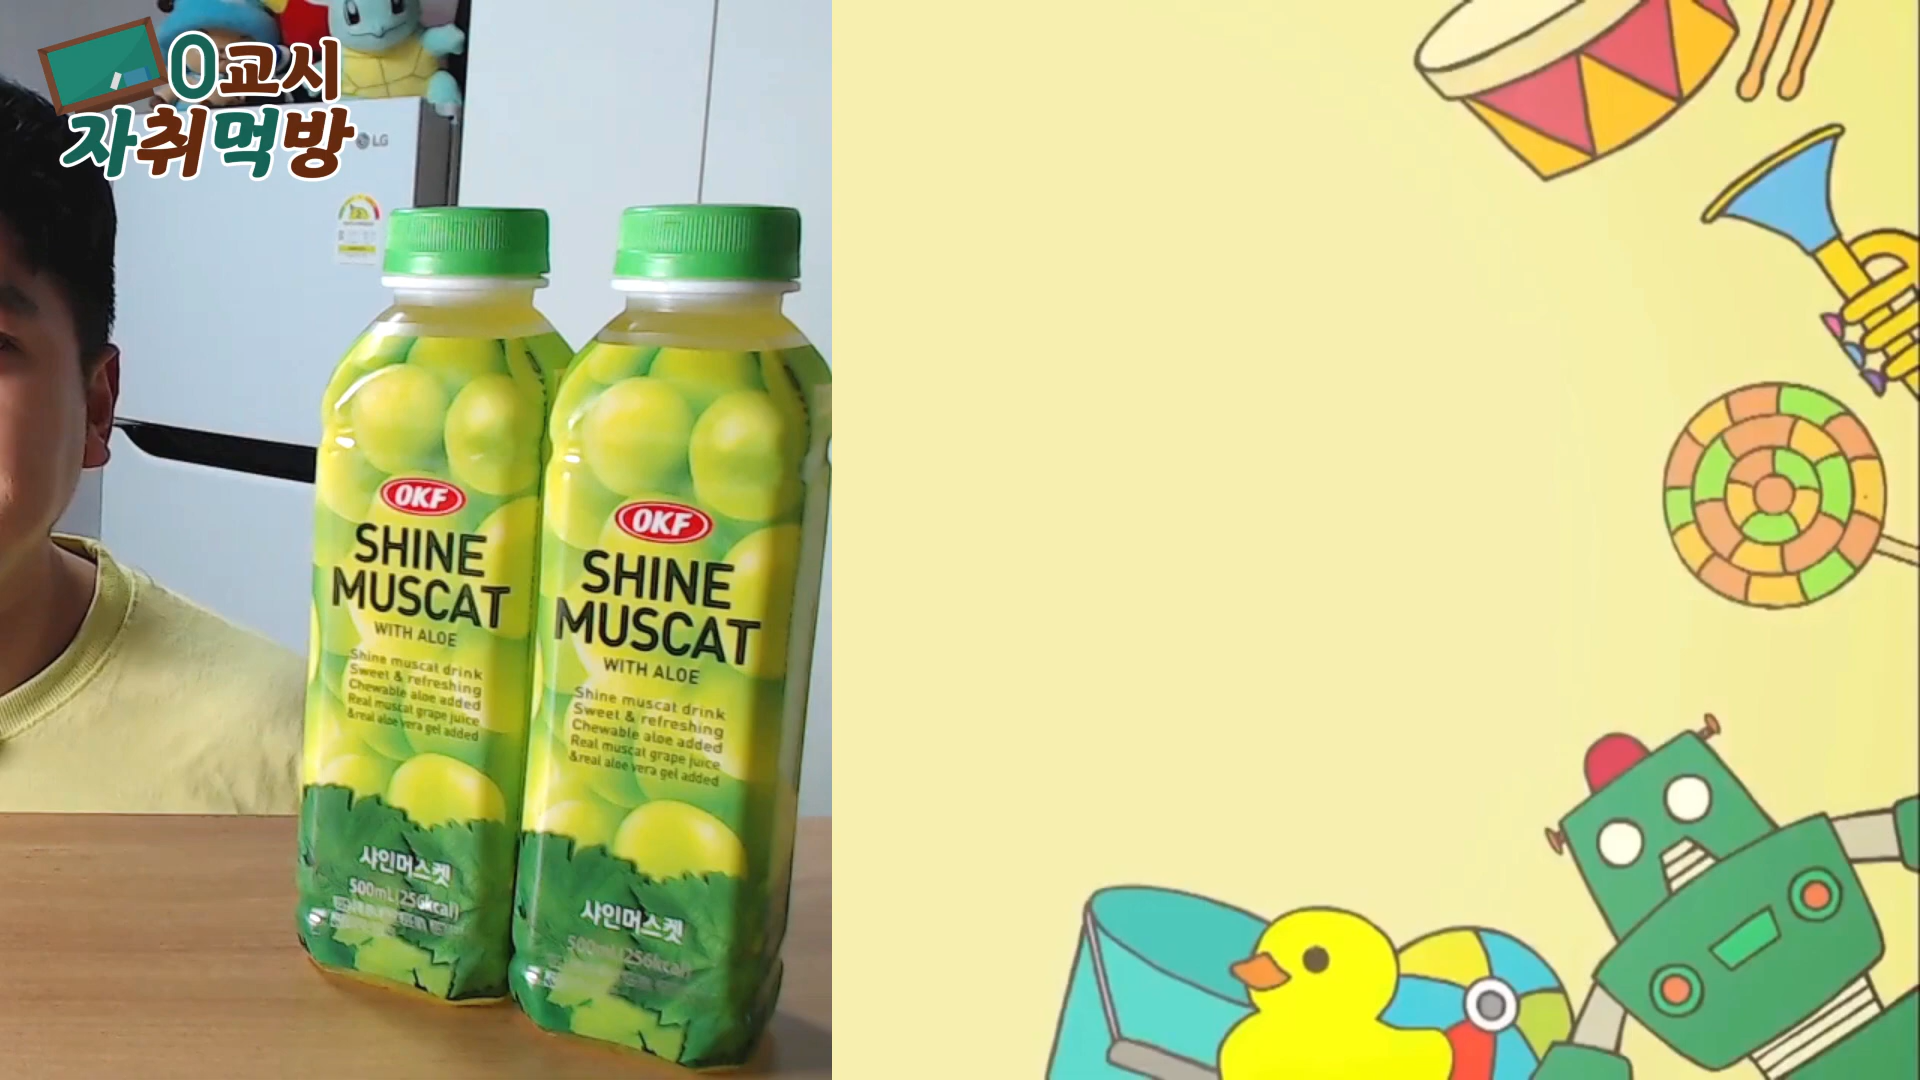 0교시
자취먹방
LG
OKF
SHINE
MUSCAT
WITH ALOE
Shine muscat drink
Sweet & refreshing
Chewable aloe added
Real muscat grape juice
&real aloe vera gel added
샤인머스켓
500mL(256kcal)
OKF
SHINE
MUSCAT
WITH ALOE
Shine muscat drink
Sweet & refreshing
Chewable aloe added
Real muscat grape juice
&real aloe vera gel added
샤인머스켓
500mL(256kcal)